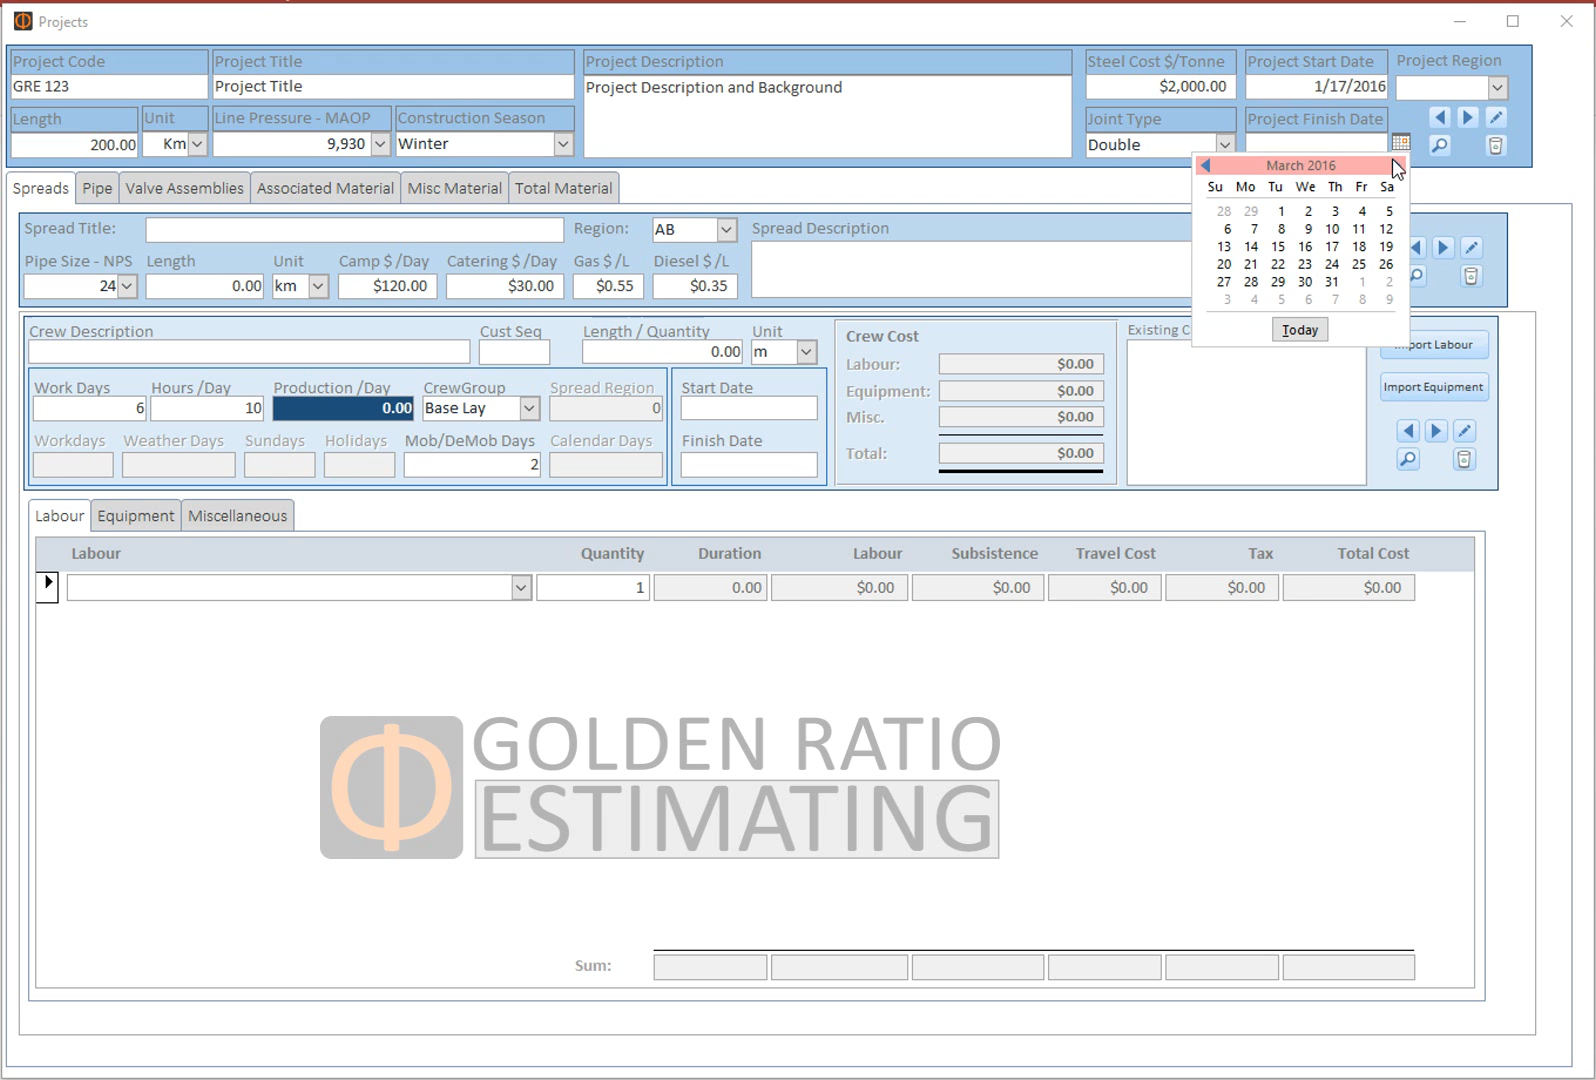 Projects
Project Code Project Title Project Description Steel Cost $/Tonne Project Start Date Project Region
GRE 123 Project Title Project Description and Background $2,000.00 1/17/2016
Length Unit Line Pressure - MAOP Construction Season Joint Type Project Finish Date
200.00 Km 9,930 Winter Double
March 2016
Su Mo Tu We Th Fr Sa
28 29 1 2 3 4 5
6 7 8 9 10 11 12
13 14 15 16 17 18 19
20 21 22 23 24 25 26
27 28 29 30 31 1 2
3 4 5 6 7 8 9
Today
Spreads Pipe Valve Assemblies Associated Material Misc Material Total Material
Spread Title: Region: AB Spread Description
Pipe Size - NPS Length Unit Camp $ /Day Catering $ /Day Gas $ /L Diesel $ /L
24 0.00 km $120.00 $30.00 $0.55 $0.35
Crew Description Cust Seq Length / Quantity Unit
0.00 m
Work Days Hours /Day Production /Day CrewGroup Spread Region Start Date
6 10 0.00 Base Lay 0
Workdays Weather Days Sundays Holidays Mob/DeMob Days Calendar Days Finish Date
2
Crew Cost
Labour: $0.00
Equipment: $0.00
Misc. $0.00
Total: $0.00
Existing C
Import Labour
Import Equipment
Labour Equipment Miscellaneous
Labour Quantity Duration Labour Subsistence Travel Cost Tax Total Cost
1 0.00 $0.00 $0.00 $0.00 $0.00 $0.00
GOLDEN RATIO
ESTIMATING
Sum: